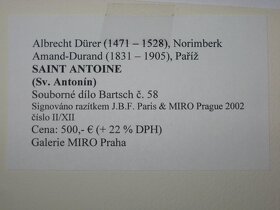 Albrecht Dürer (1471 – 1528), Norimberk
Amand-Durand (1831 – 1905), Paříž
SAINT ANTOINE
(Sv. Antonín)
Souborné dílo Bartsch č. 58
Signováno razítkem J.B.F. Paris & MIRO Prague 2002
číslo II/XII
Cena: 500,- € (+ 22 % DPH)
Galerie MIRO Praha